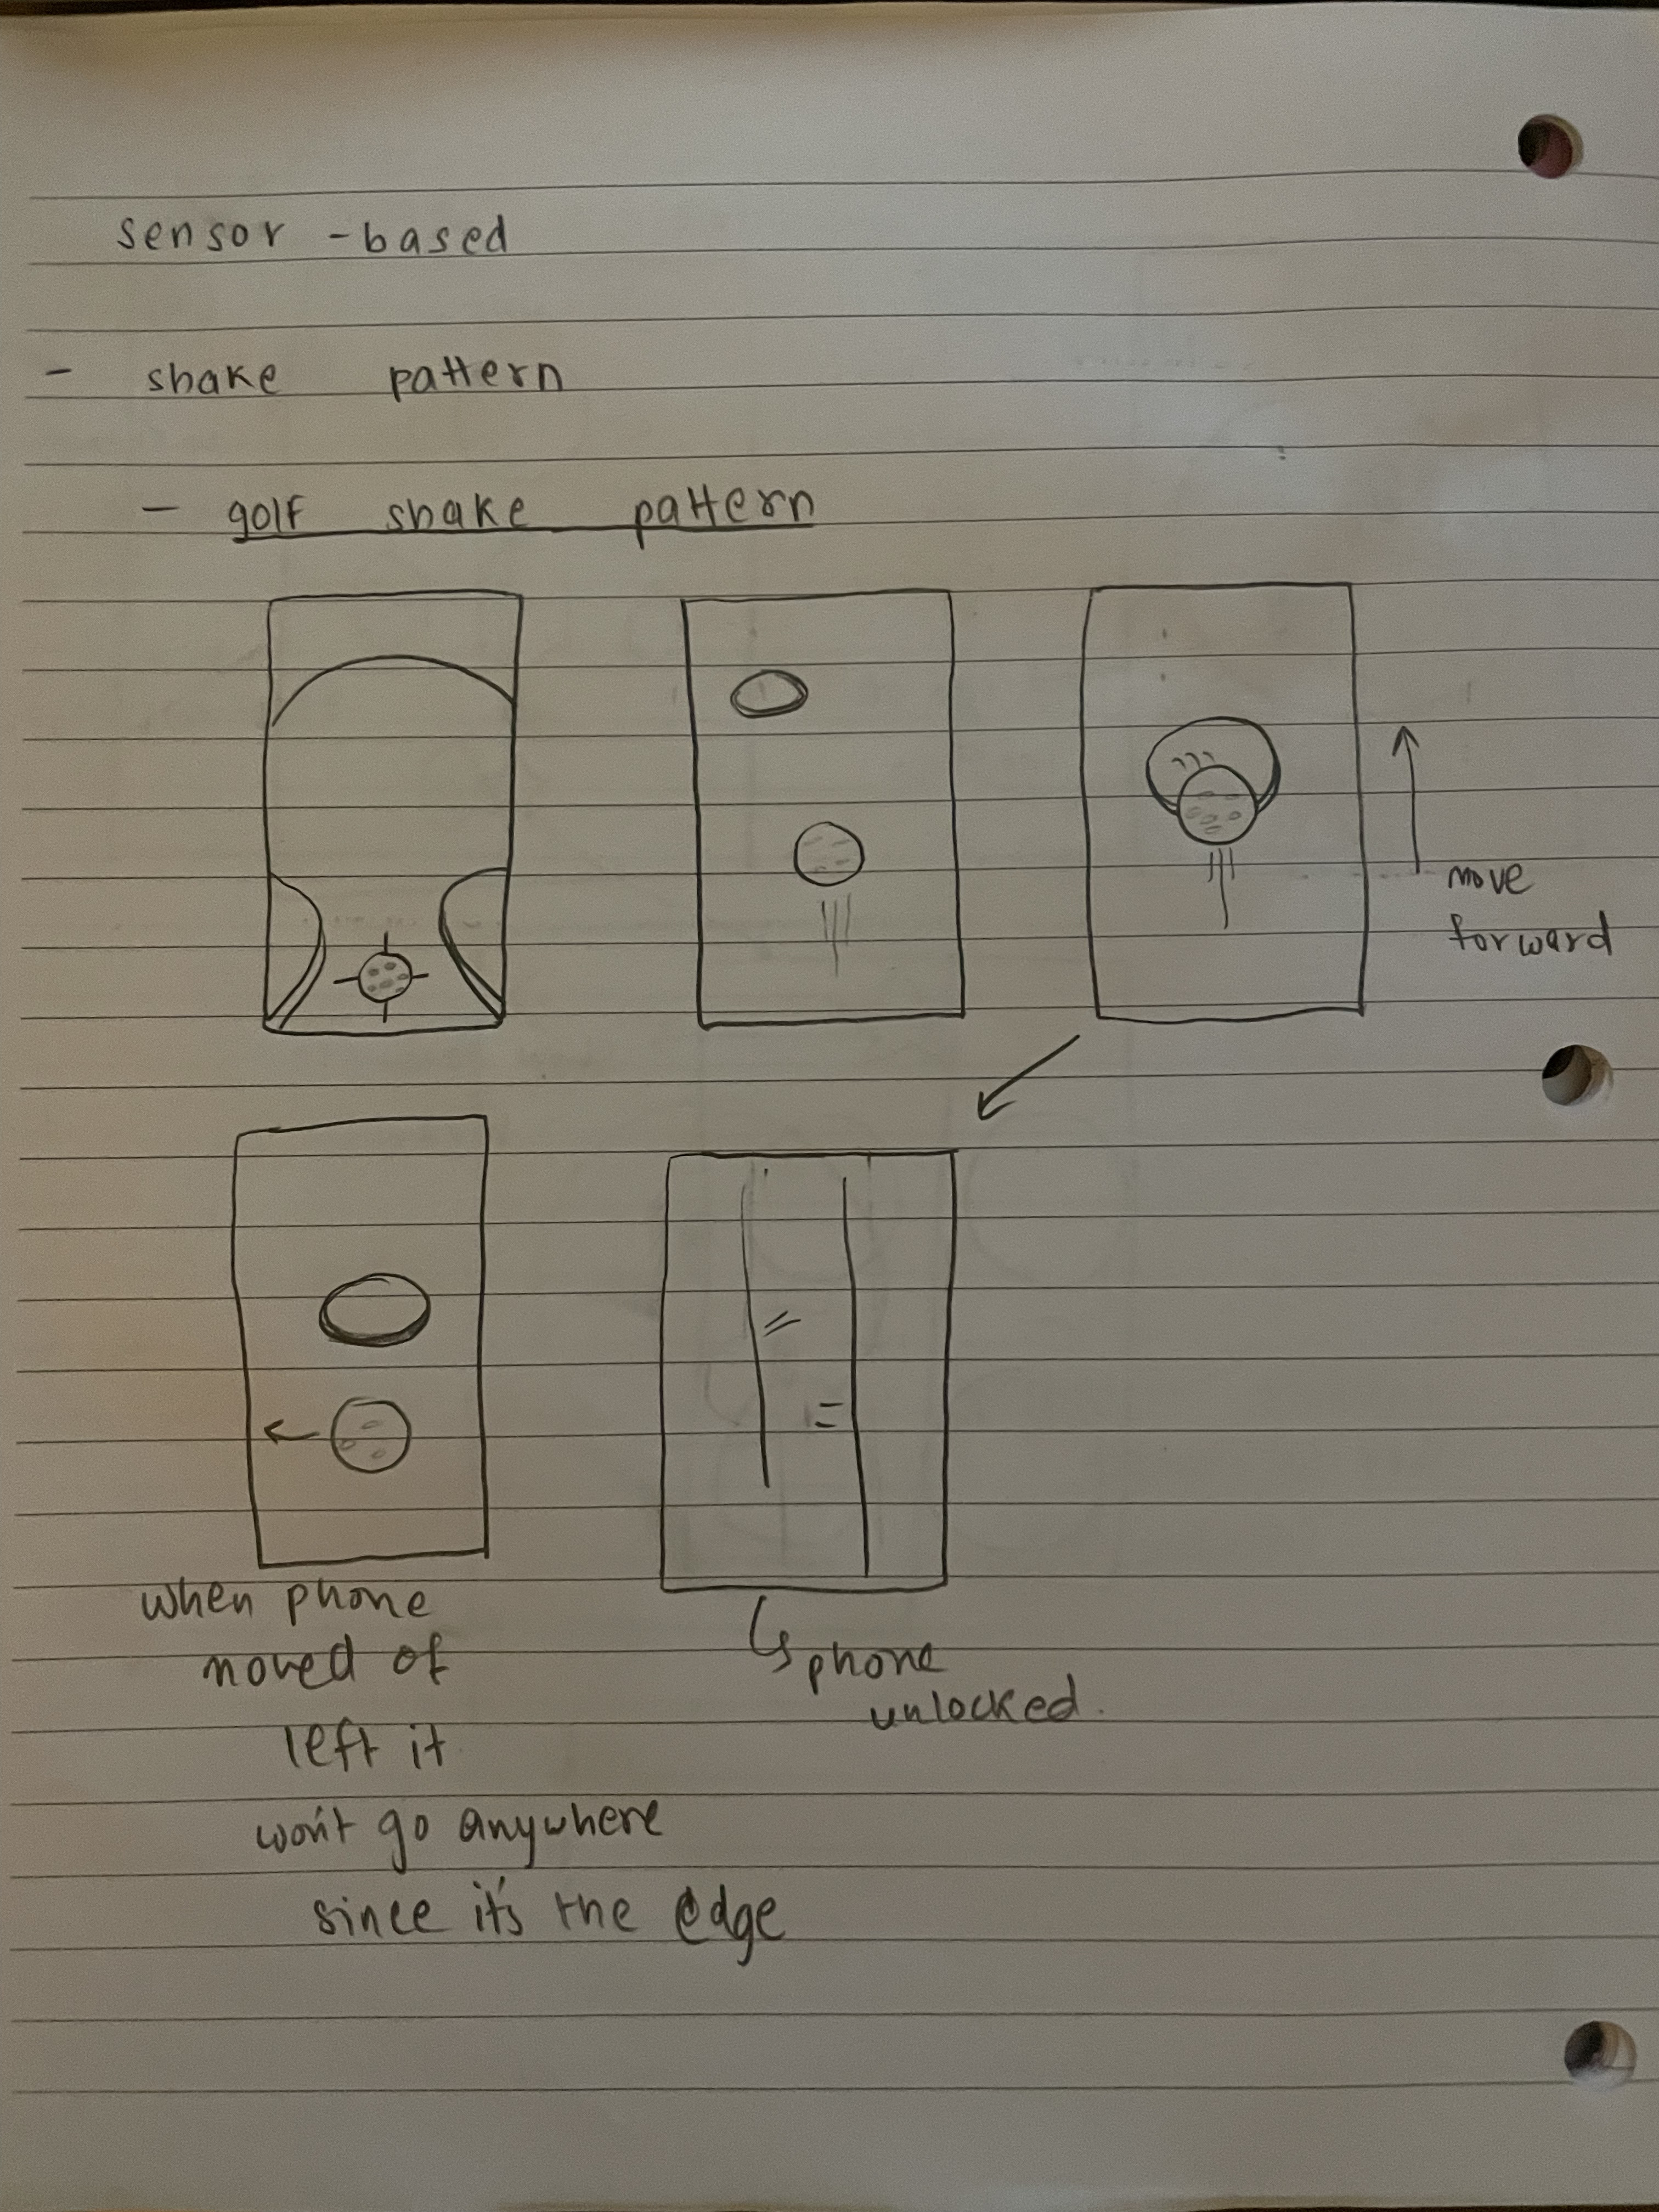 sensor-based
- shake pattern
- golf shake pattern
move
forward
when phone
moved of
left it
won't go anywhere
since it's the edge
phone
unlocked.